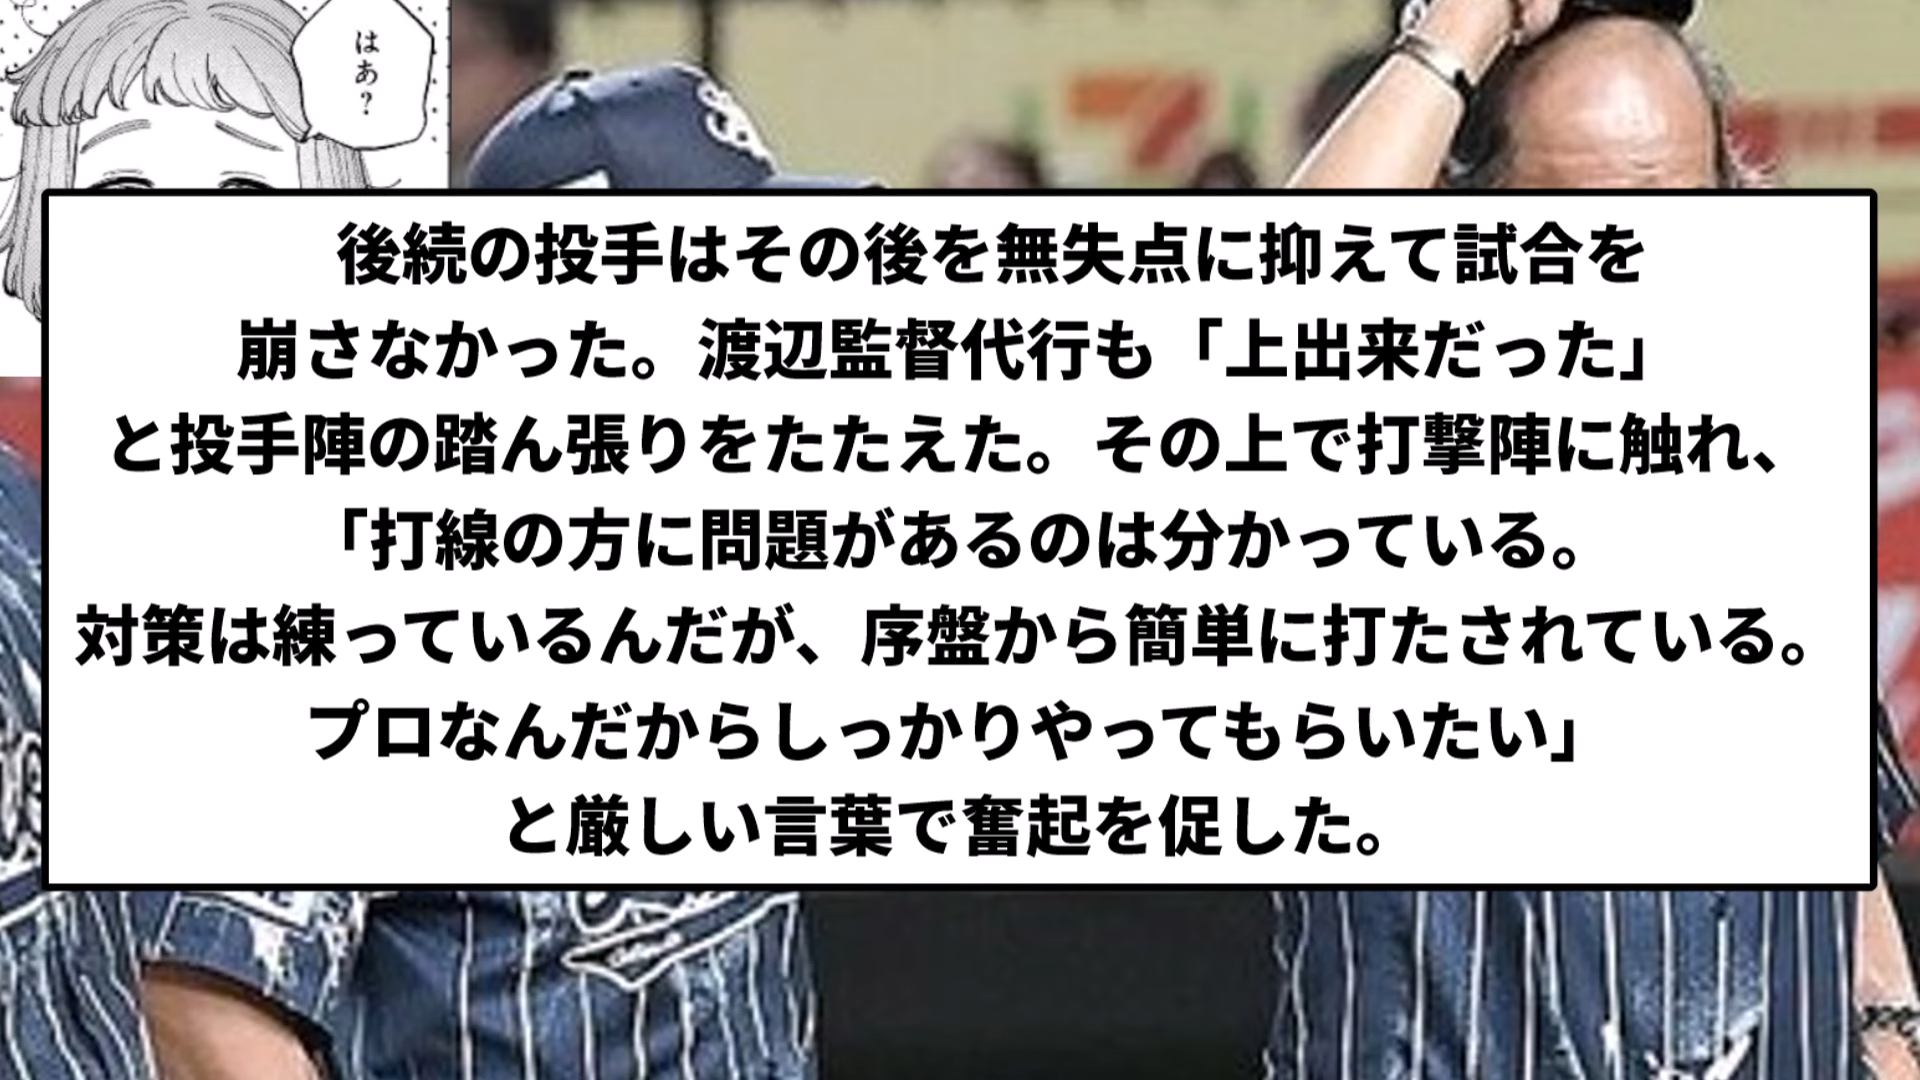 はあ?
後続の投手はその後を無失点に抑えて試合を
崩さなかった。渡辺監督代行も「上出来だった」
と投手陣の踏ん張りをたたえた。その上で打撃陣に触れ、
「打線の方に問題があるのは分かっている。
対策は練っているんだが、序盤から簡単に打たされている。
プロなんだからしっかりやってもらいたい」
と厳しい言葉で奮起を促した。